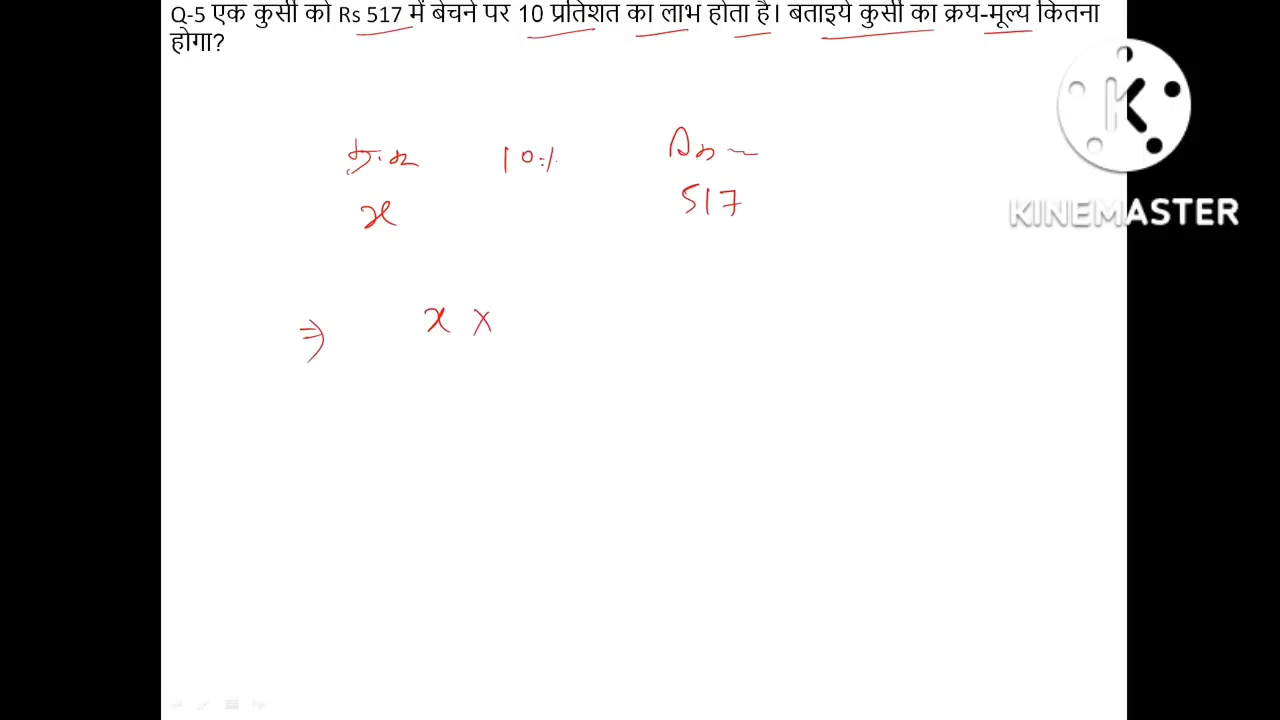 Q-5 एक कुर्सी को Rs 517 में बेचने पर 10 प्रतिशत का लाभ होता है। बताइये कुर्सी का क्रय-मूल्य कितना
होगा?
10%
x 517
⇒ x ×
KINEMASTER